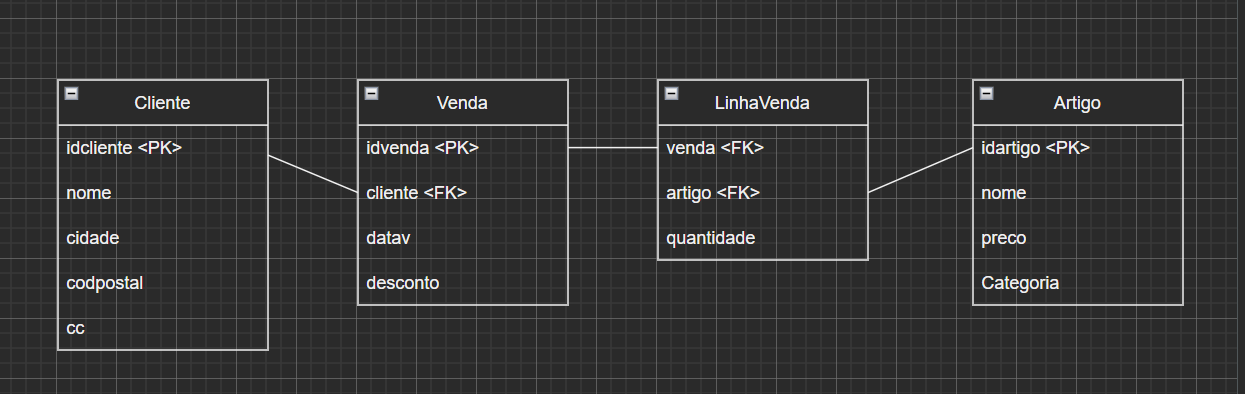 Cliente
idcliente <PK>
nome
cidade
codpostal
cc
Venda
idvenda <PK>
cliente <FK>
datav
desconto
LinhaVenda
venda <FK>
artigo <FK>
quantidade
Artigo
idartigo <PK>
nome
preco
Categoria